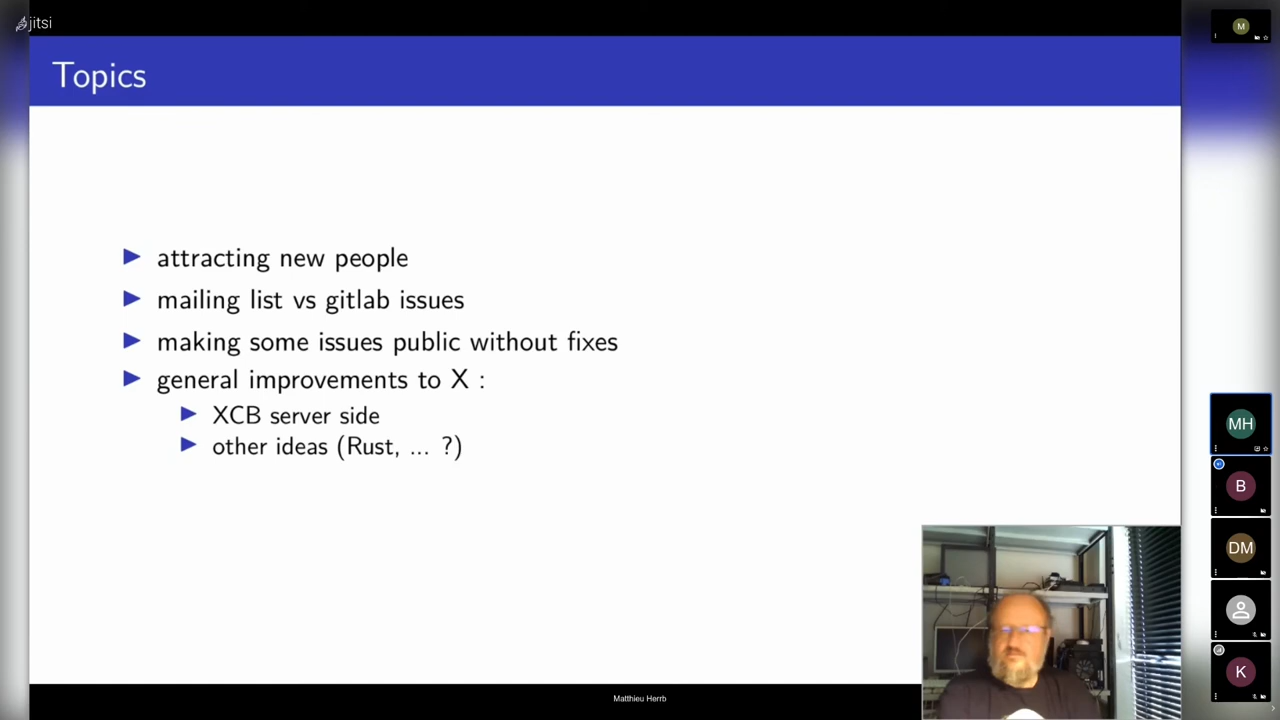 jitsi
M
Topics
attracting new people
mailing list vs gitlab issues
making some issues public without fixes
general improvements to X :
XCB server side
other ideas (Rust, ... ?)
MH
B
DM
K
Matthieu Herrb